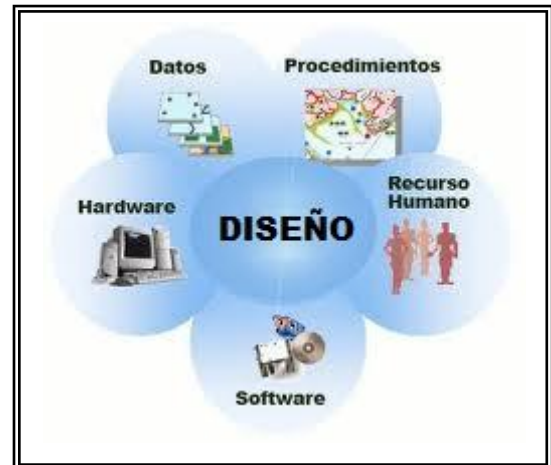 Datos
Procedimientos
Hardware
DISEÑO
Recurso
Humano
Software